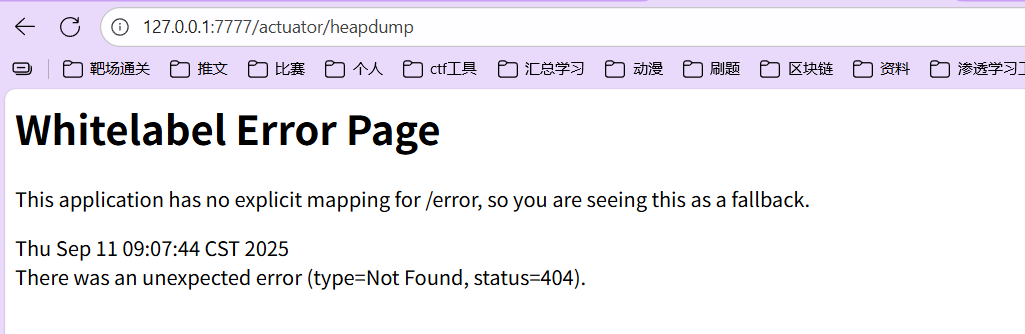 127.0.0.1:7777/actuator/heapdump
靶场通关 推文 比赛 个人 ctf工具 汇总学习 动漫 刷题 区块链 资料 渗透学习工
Whitelabel Error Page
This application has no explicit mapping for /error, so you are seeing this as a fallback.
Thu Sep 11 09:07:44 CST 2025
There was an unexpected error (type=Not Found, status=404).